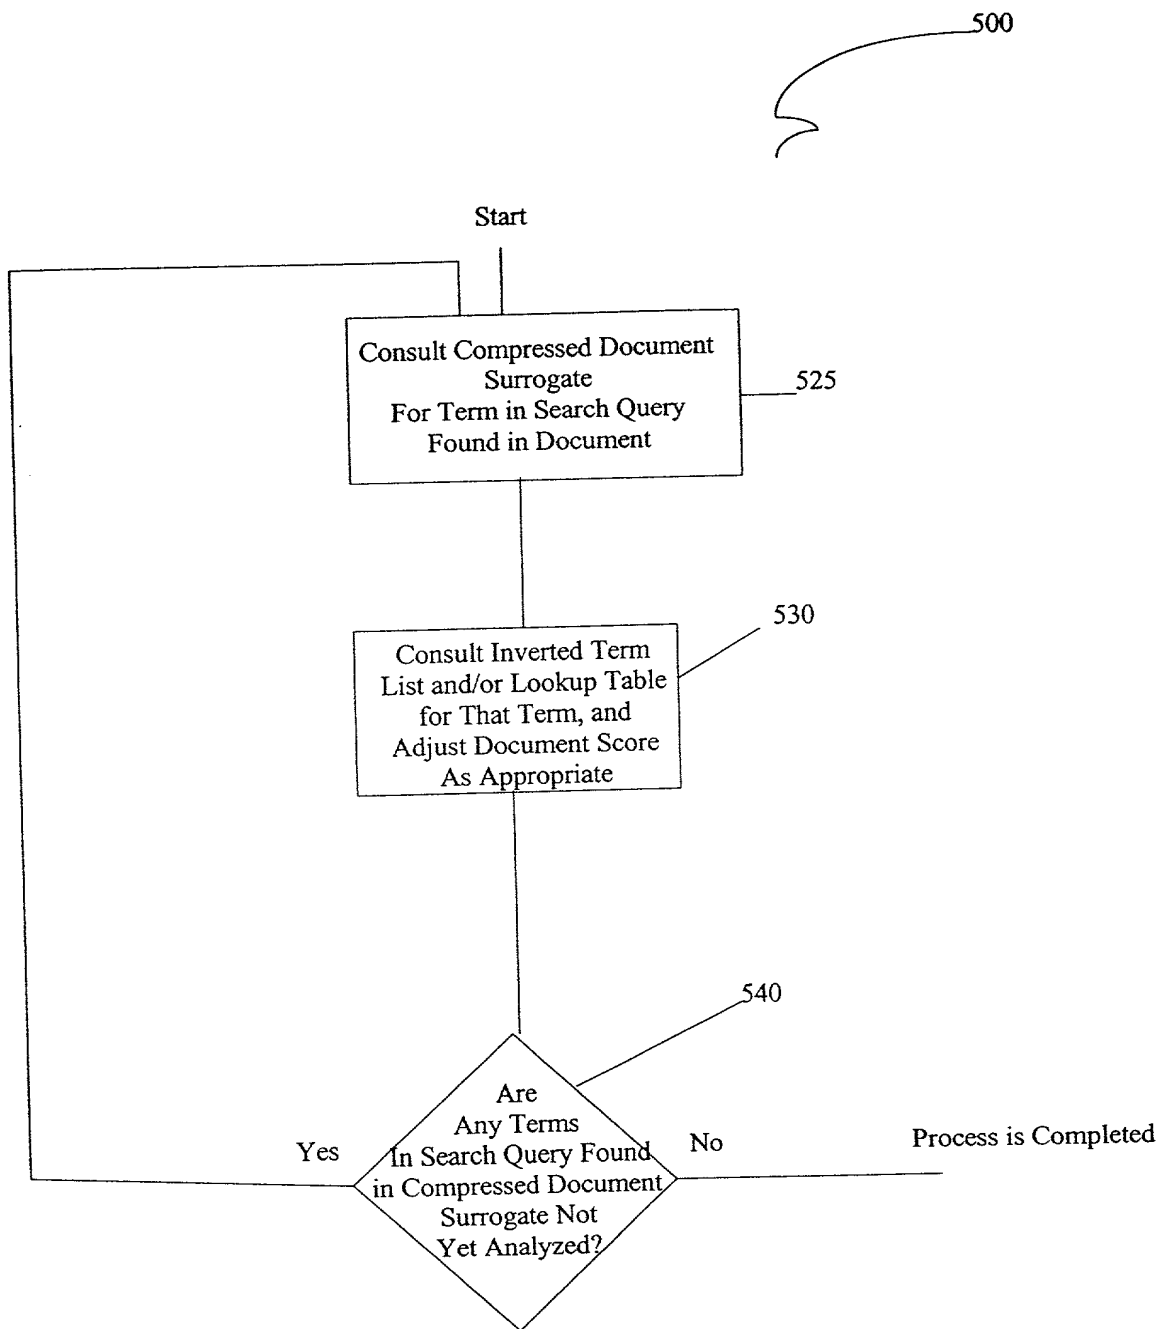 500
Start
Consult Compressed Document
Surrogate
For Term in Search Query
Found in Document
525
530
Consult Inverted Term
List and/or Lookup Table
for That Term, and
Adjust Document Score
As Appropriate
540
Are
Any Terms
In Search Query Found
in Compressed Document
Surrogate Not
Yet Analyzed?
Yes
No
Process is Completed